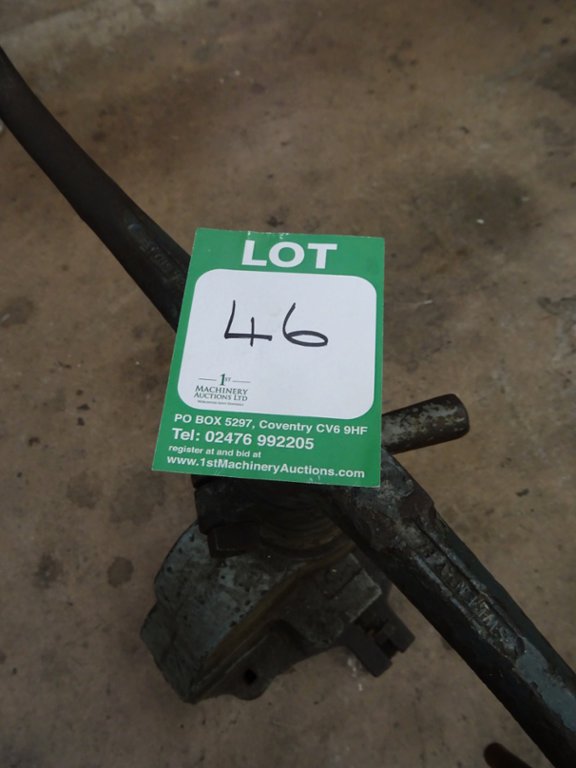 LOT
46
1ST
MACHINERY
AUCTIONS LTD
PO BOX 5297, Coventry CV6 9HF
Tel: 02476 992205
register at and bid at
www.1stMachineryAuctions.com